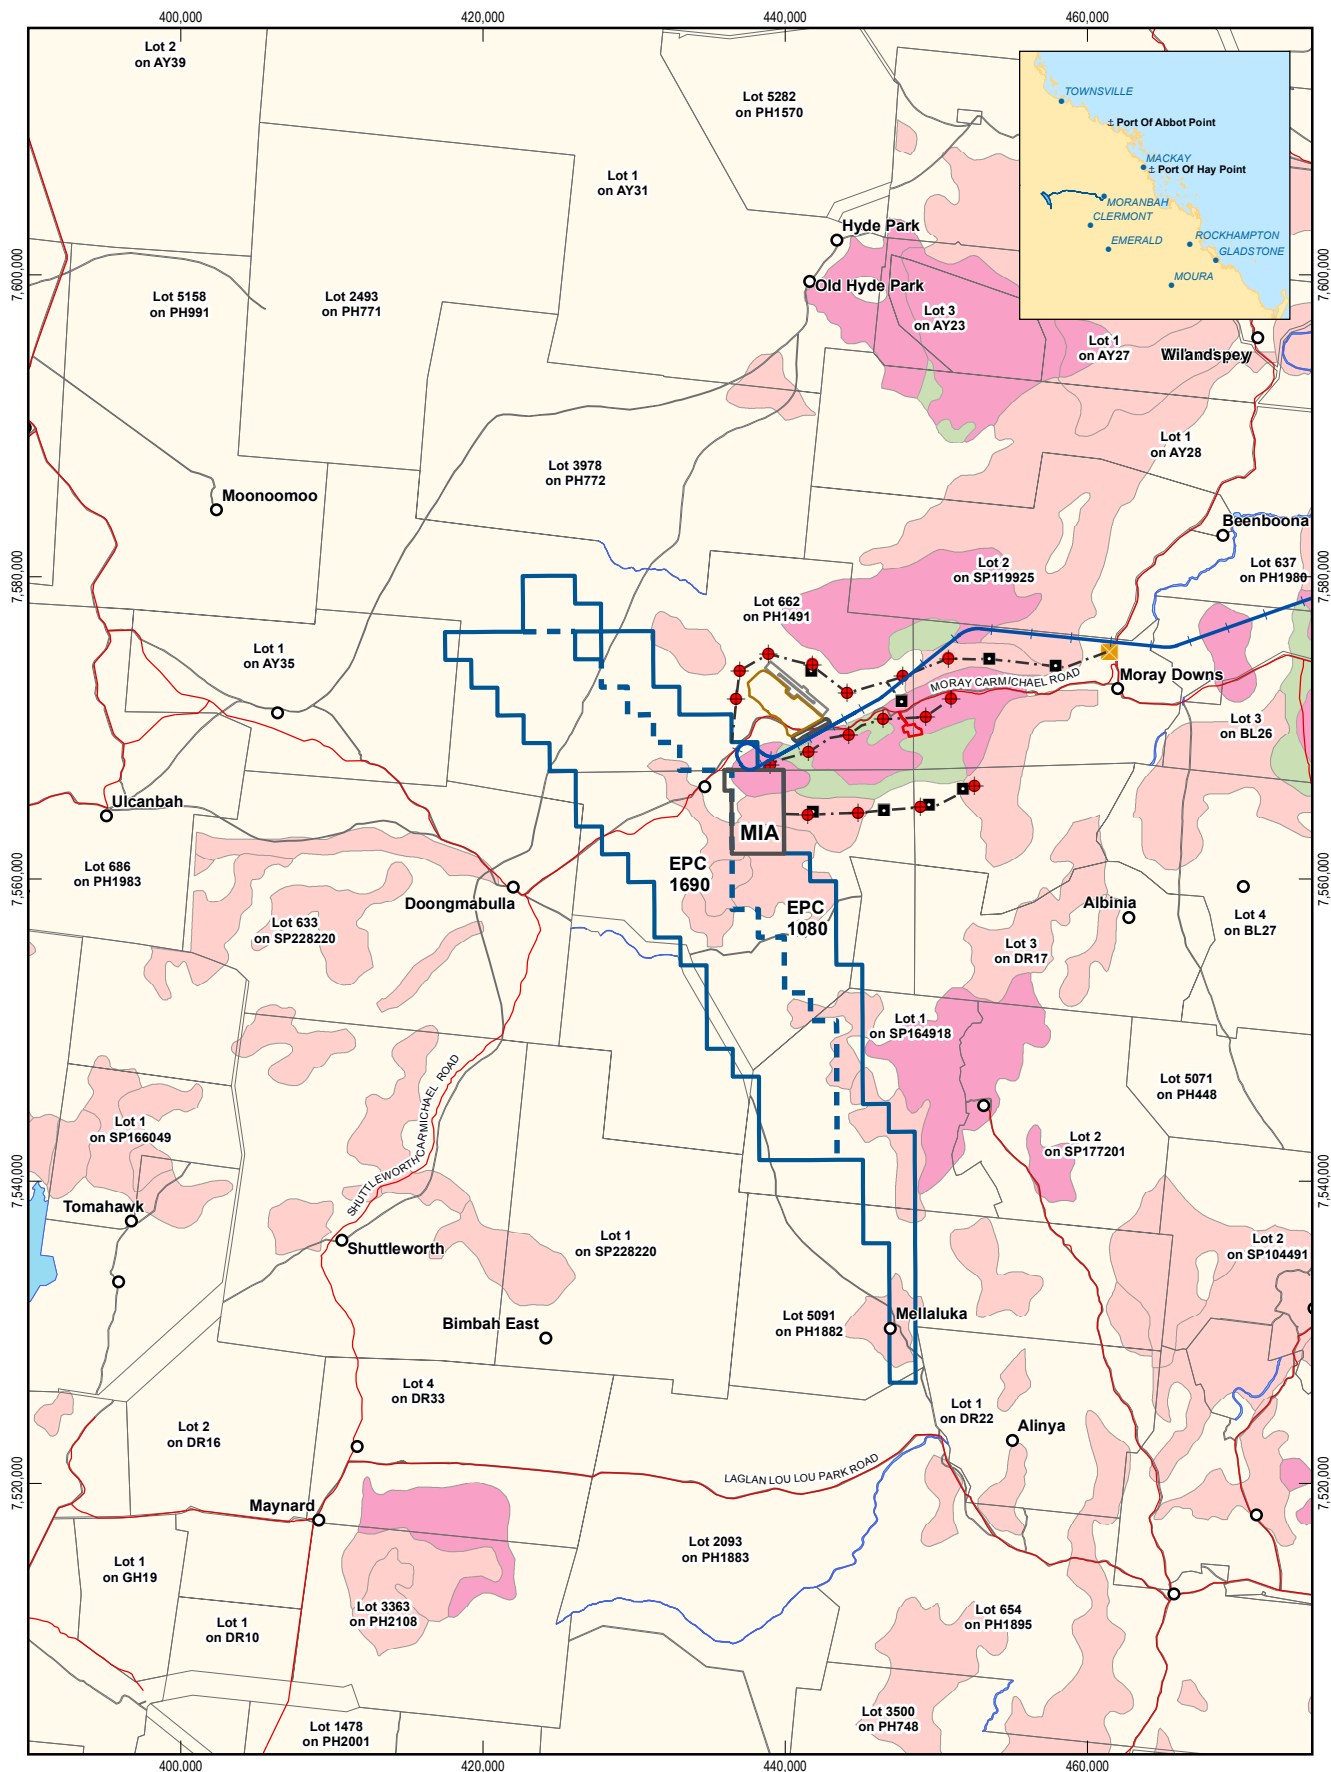 400,000
420,000
440,000
460,000
Lot 2
on AY39
Lot 5282
on PH1570
TOWNSVILLE
Port Of Abbot Point
MACKAY
Port Of Hay Point
MORANBAH
CLERMONT
EMERALD
ROCKHAMPTON
GLADSTONE
MOURA
Lot 1
on AY31
Hyde Park
Old Hyde Park
7,600,000
7,600,000
Lot 5158
on PH991
Lot 2493
on PH771
Lot 3
on AY23
Lot 1
on AY27
Lot 1
on AY28
Lot 3978
on PH772
Moonoomoo
Beenboona
Lot 637
on PH1980
Lot 2
on SP119925
7,580,000
7,580,000
Lot 662
on PH1491
Lot 1
on AY35
MORAY CARMICHAEL ROAD
Moray Downs
Lot 3
on BL26
Ulcanbah
MIA
Lot 686
on PH1983
EPC
1690
7,560,000
7,560,000
Doongmabulla
EPC
1080
Albinia
Lot 4
on BL27
Lot 633
on SP228220
Lot 3
on DR17
Lot 1
on SP164918
SHUTTLEWORTH CARMICHAEL ROAD
Lot 5071
on PH448
Lot 1
on SP166049
Lot 2
on SP177201
7,540,000
7,540,000
Tomahawk
Shuttleworth
Lot 1
on SP228220
Lot 2
on SP104491
Bimbah East
Lot 5091
on PH1882
Mellaluka
Lot 4
on DR33
Lot 1
on DR22
Alinya
Lot 2
on DR16
LAGLAN LOU LOU PARK ROAD
7,520,000
7,520,000
Maynard
Lot 2093
on PH1883
Lot 1
on GH19
Lot 3363
on PH2108
Lot 1
on DR10
Lot 654
on PH1895
Lot 1478
on PH2001
Lot 3500
on PH748
400,000
420,000
440,000
460,000